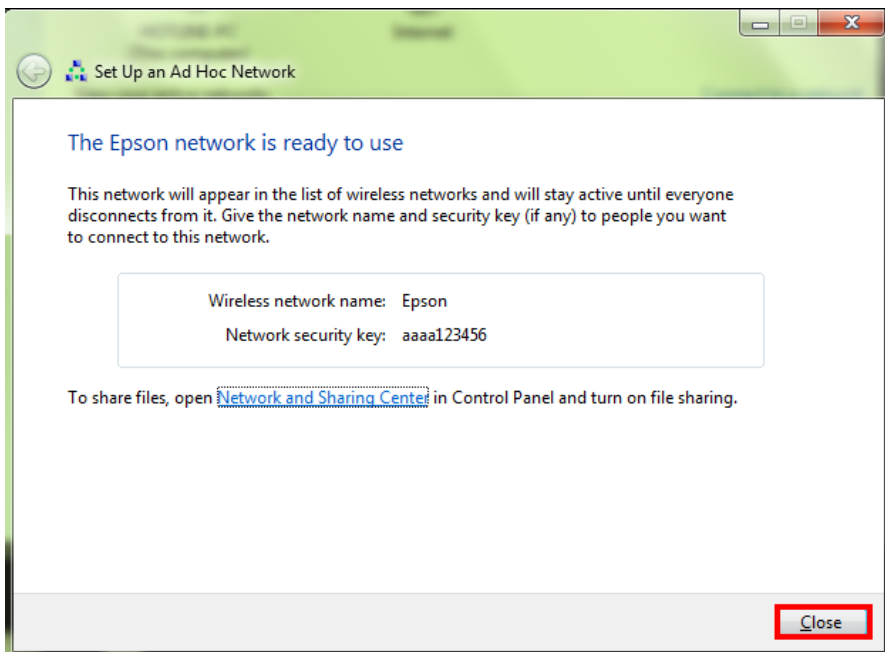 Set Up an Ad Hoc Network
The Epson network is ready to use
This network will appear in the list of wireless networks and will stay active until everyone
disconnects from it. Give the network name and security key (if any) to people you want
to connect to this network.
Wireless network name: Epson
Network security key: aaaa123456
To share files, open Network and Sharing Center in Control Panel and turn on file sharing.
Close